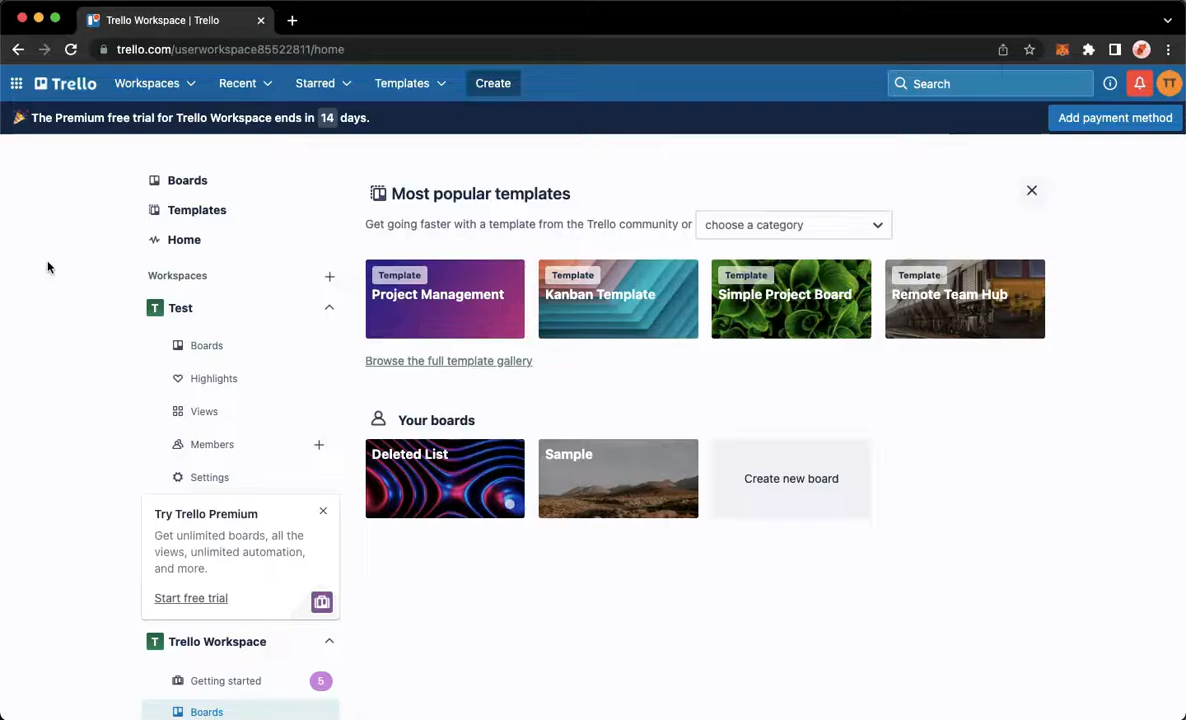 Trello Workspace | Trello
trello.com/userworkspace85522811/home
Trello Workspaces Recent Starred Templates Create Search TT
The Premium free trial for Trello Workspace ends in 14 days. Add payment method
Boards
Templates
Home
Workspaces
T Test
Boards
Highlights
Views
Members
Settings
Try Trello Premium
Get unlimited boards, all the
views, unlimited automation,
and more.
Start free trial
T Trello Workspace
Getting started 5
Boards
Most popular templates
Get going faster with a template from the Trello community or choose a category
Template
Project Management
Template
Kanban Template
Template
Simple Project Board
Template
Remote Team Hub
Browse the full template gallery
Your boards
Deleted List
Sample
Create new board